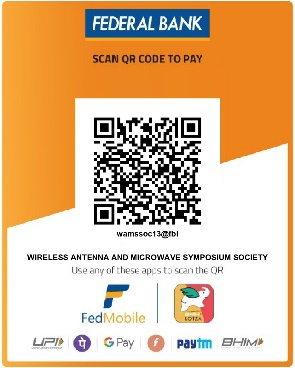 FEDERAL BANK
SCAN QR CODE TO PAY
wamssoc13@fbl
WIRELESS ANTENNA AND MICROWAVE SYMPOSIUM SOCIETY
Use any of these apps to scan the QR
FedMobile
LOTZA
UPI G Pay paytm BHIM